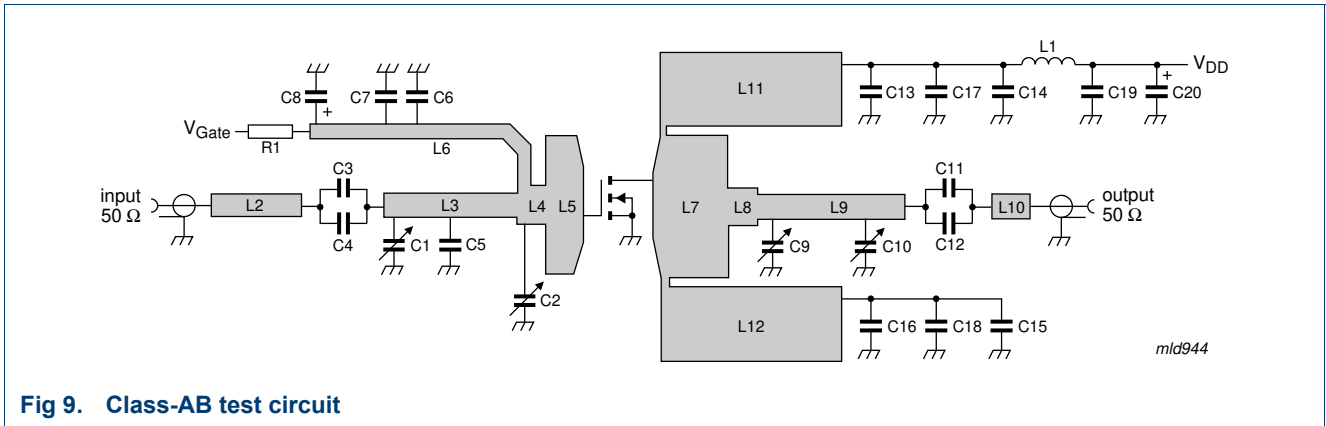 L1
V_DD
L11
C13
C17
C14
C19
+
C20
C8
+
C7
C6
V_Gate
R1
L6
C3
input
50 Ω
L2
C4
L3
C1
C5
L4
L5
C2
L7
L8
L9
C9
C10
C11
C12
L10
output
50 Ω
L12
C16
C18
C15
mld944
Fig 9. Class-AB test circuit